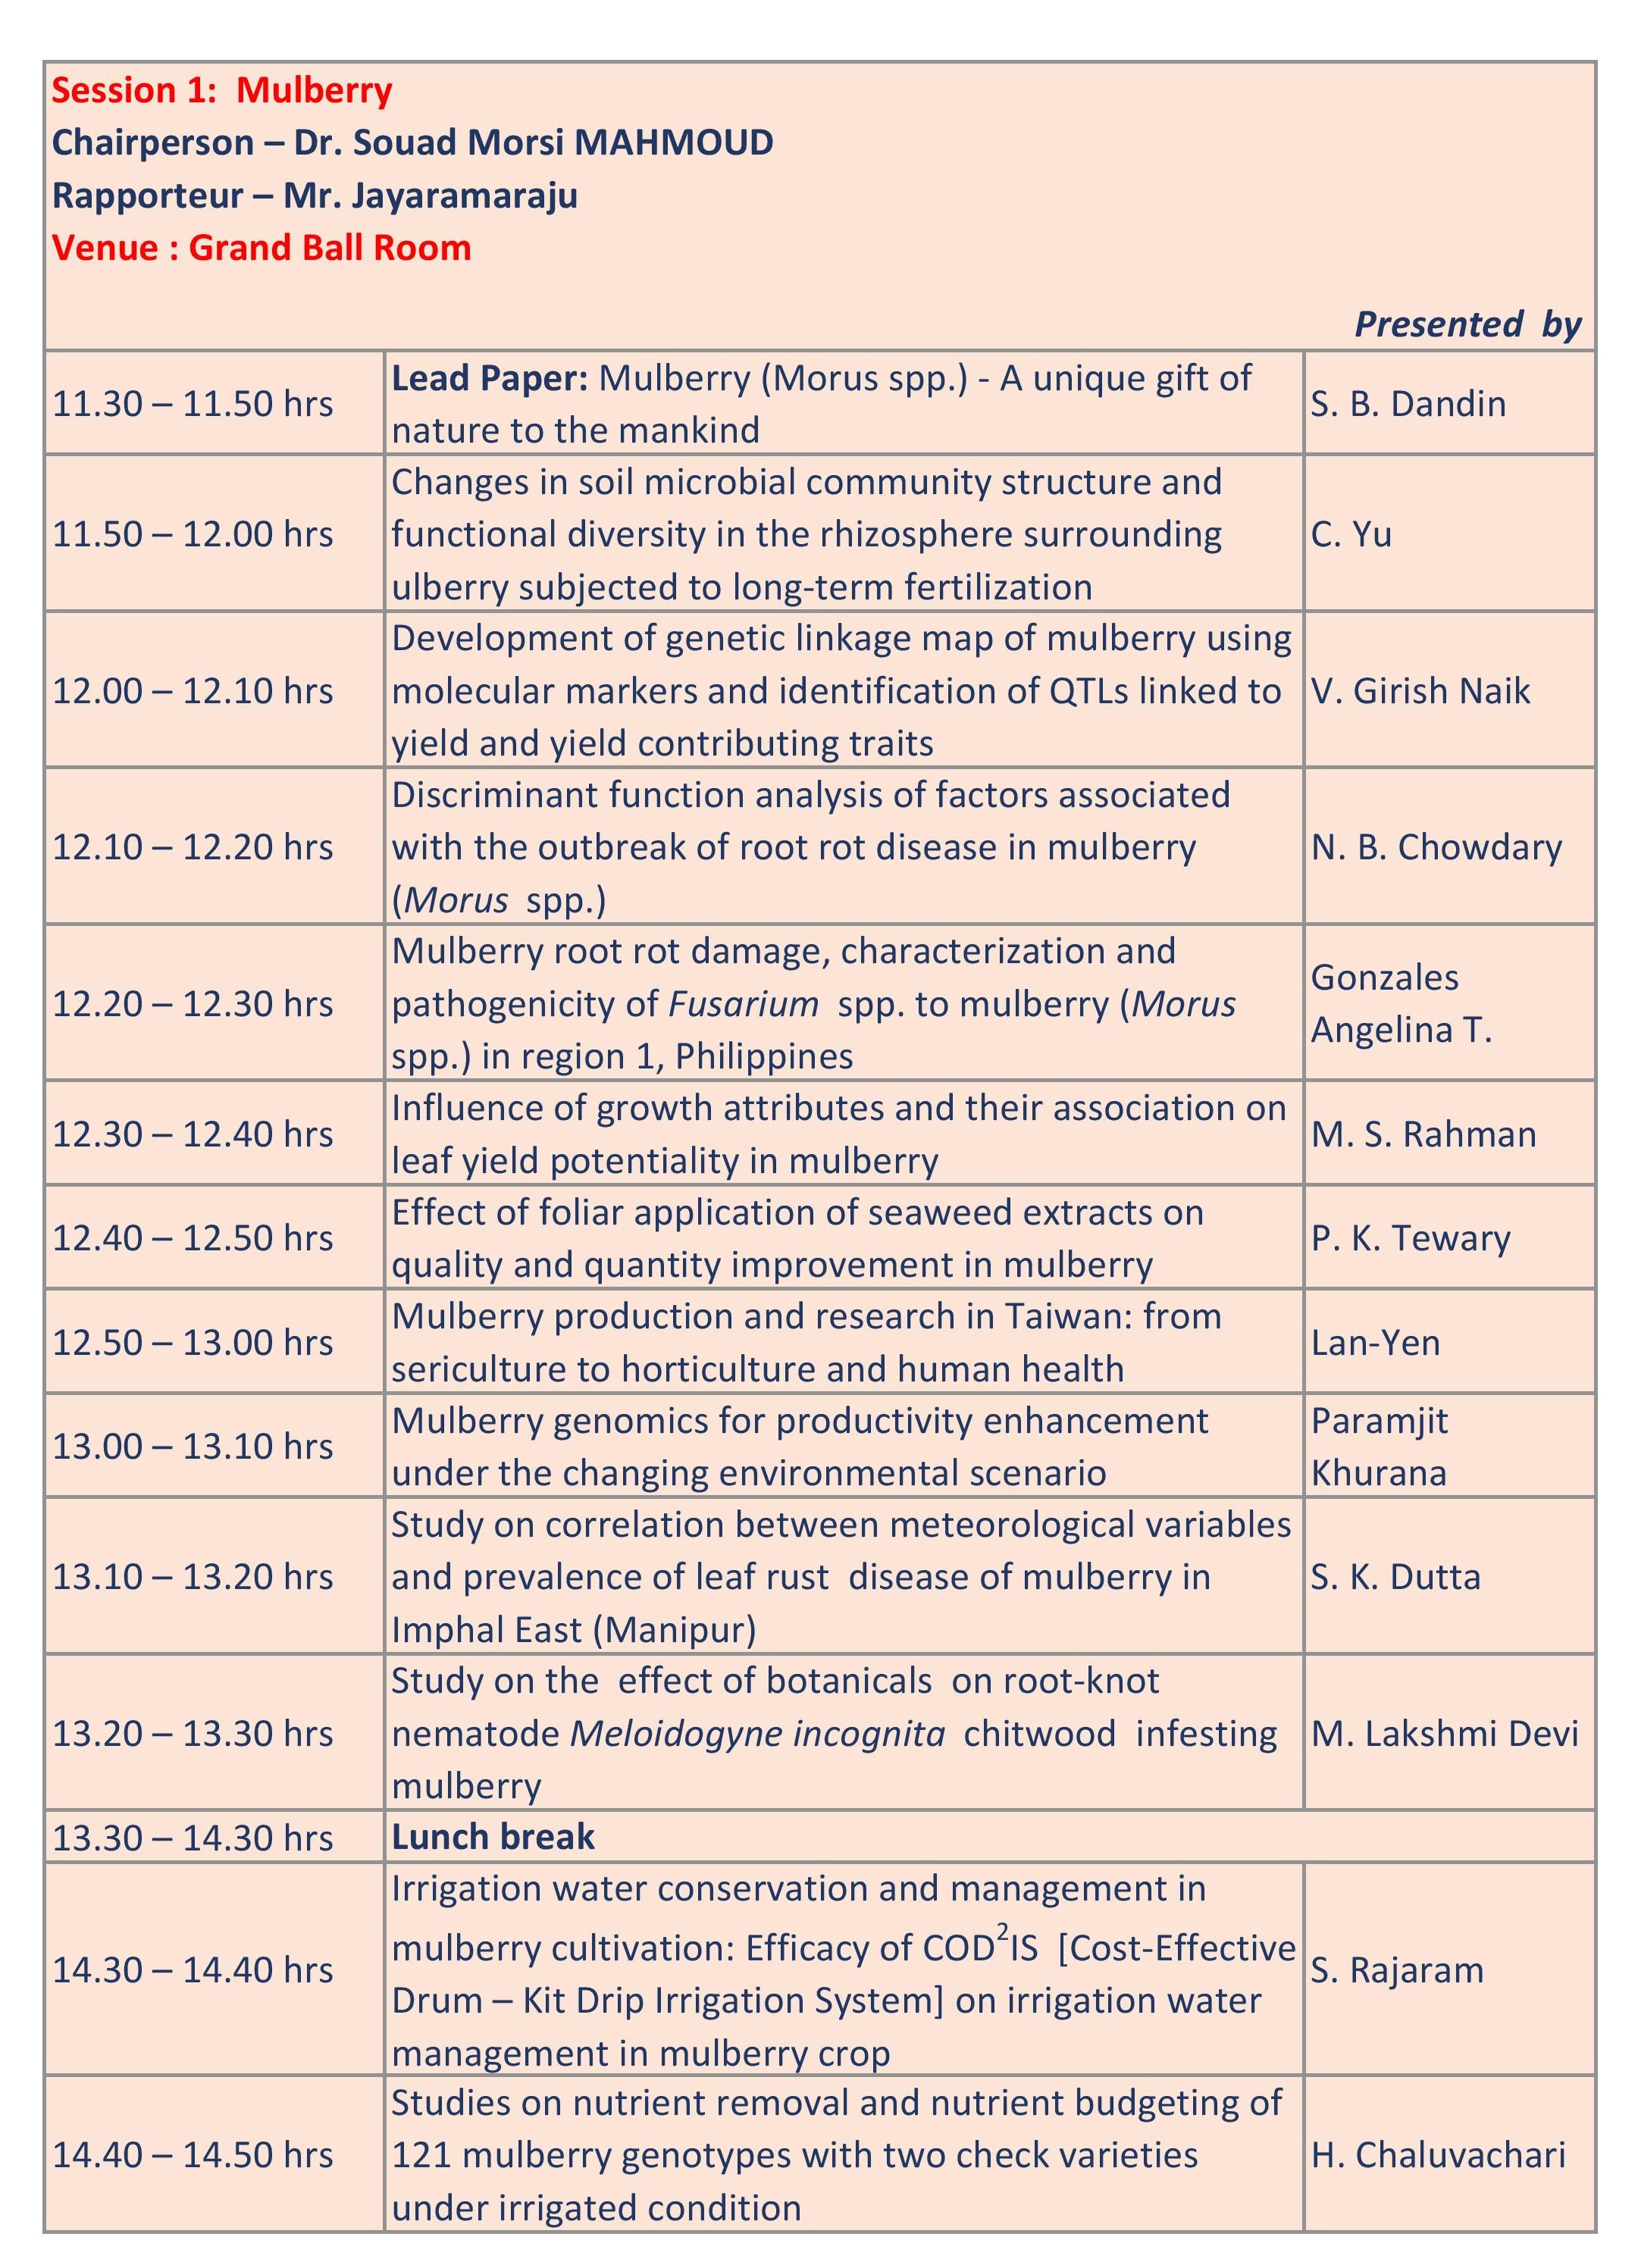 Session 1:  Mulberry
Chairperson – Dr. Souad Morsi MAHMOUD
Rapporteur – Mr. Jayaramaraju
Venue : Grand Ball Room
Presented  by
11.30 – 11.50 hrs
Lead Paper: Mulberry (Morus spp.) - A unique gift of
nature to the mankind
S. B. Dandin
11.50 – 12.00 hrs
Changes in soil microbial community structure and
functional diversity in the rhizosphere surrounding
ulberry subjected to long-term fertilization
C. Yu
12.00 – 12.10 hrs
Development of genetic linkage map of mulberry using
molecular markers and identification of QTLs linked to
yield and yield contributing traits
V. Girish Naik
12.10 – 12.20 hrs
Discriminant function analysis of factors associated
with the outbreak of root rot disease in mulberry
(Morus  spp.)
N. B. Chowdary
12.20 – 12.30 hrs
Mulberry root rot damage, characterization and
pathogenicity of Fusarium  spp. to mulberry (Morus
spp.) in region 1, Philippines
Gonzales
Angelina T.
12.30 – 12.40 hrs
Influence of growth attributes and their association on
leaf yield potentiality in mulberry
M. S. Rahman
12.40 – 12.50 hrs
Effect of foliar application of seaweed extracts on
quality and quantity improvement in mulberry
P. K. Tewary
12.50 – 13.00 hrs
Mulberry production and research in Taiwan: from
sericulture to horticulture and human health
Lan-Yen
13.00 – 13.10 hrs
Mulberry genomics for productivity enhancement
under the changing environmental scenario
Paramjit
Khurana
13.10 – 13.20 hrs
Study on correlation between meteorological variables
and prevalence of leaf rust  disease of mulberry in
Imphal East (Manipur)
S. K. Dutta
13.20 – 13.30 hrs
Study on the  effect of botanicals  on root-knot
nematode Meloidogyne incognita  chitwood  infesting
mulberry
M. Lakshmi Devi
13.30 – 14.30 hrs
Lunch break
14.30 – 14.40 hrs
Irrigation water conservation and management in
mulberry cultivation: Efficacy of COD²IS  [Cost-Effective
Drum – Kit Drip Irrigation System] on irrigation water
management in mulberry crop
S. Rajaram
14.40 – 14.50 hrs
Studies on nutrient removal and nutrient budgeting of
121 mulberry genotypes with two check varieties
under irrigated condition
H. Chaluvachari